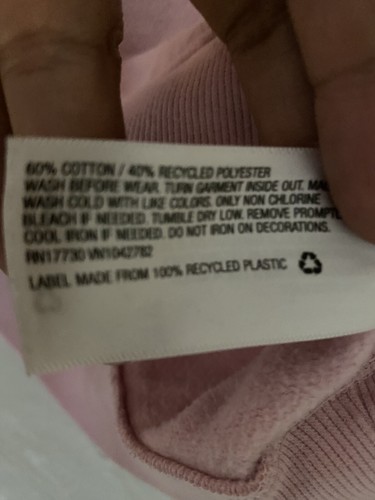 60% COTTON / 40% RECYCLED POLYESTER
WASH BEFORE WEAR. TURN GARMENT INSIDE OUT.
WASH COLD WITH LIKE COLORS. ONLY NON CHLORINE
BLEACH IF NEEDED. TUMBLE DRY LOW. REMOVE PROMPTL
COOL IRON IF NEEDED. DO NOT IRON ON DECORATIONS.
RN17730 VN1042782
LABEL MADE FROM 100% RECYCLED PLASTIC